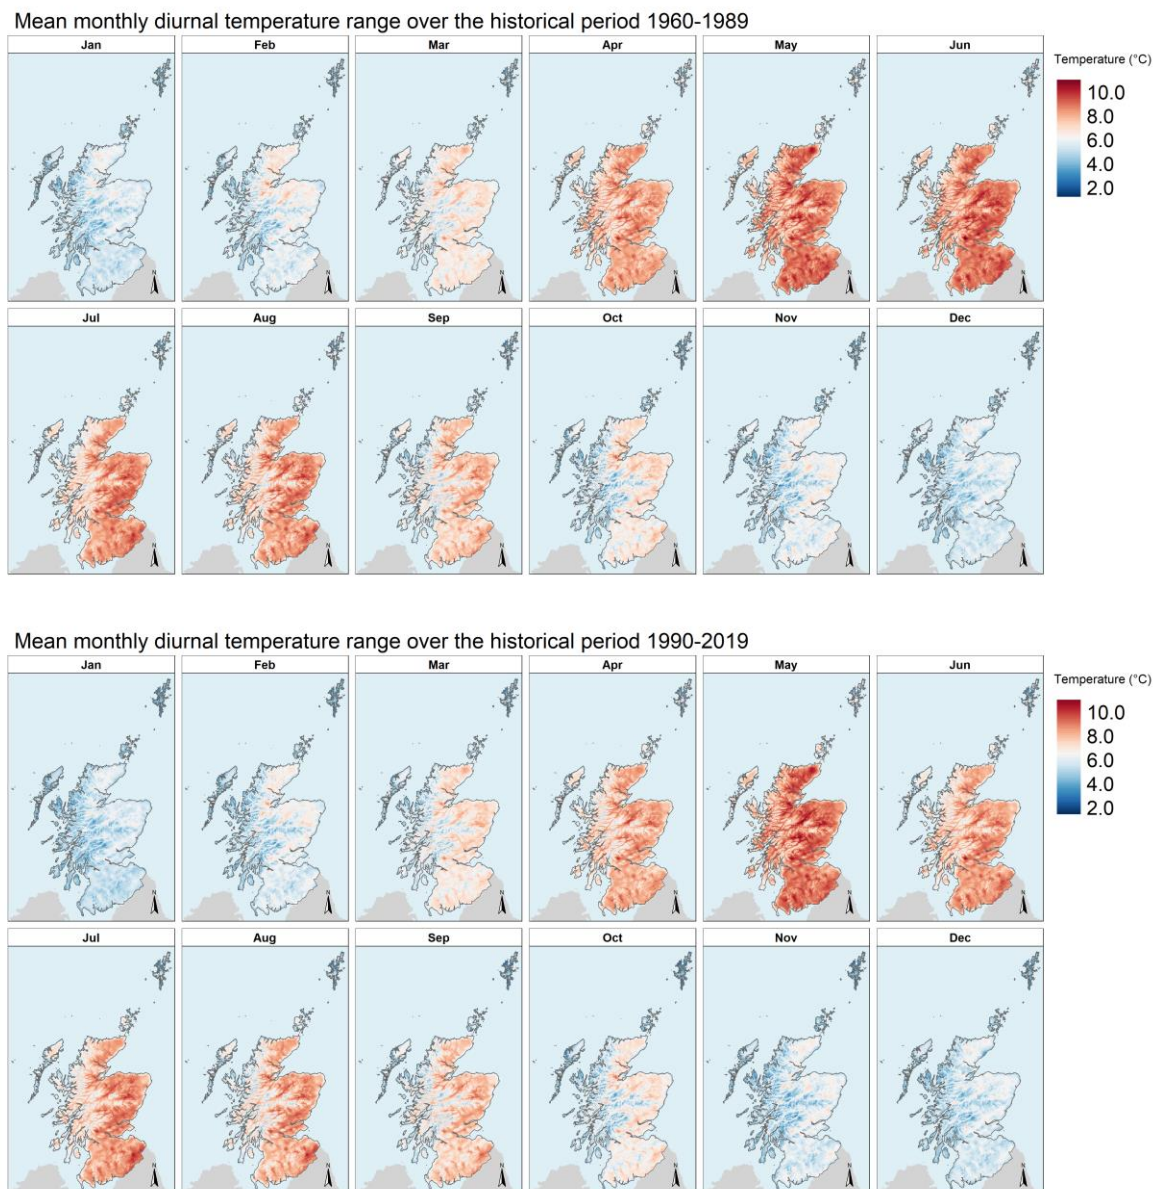 Mean monthly diurnal temperature range over the historical period 1960-1989
Jan Feb Mar Apr May Jun
Temperature (°C)
10.0
8.0
6.0
4.0
2.0
N N N N N N
Jul Aug Sep Oct Nov Dec
N N N N N N
Mean monthly diurnal temperature range over the historical period 1990-2019
Jan Feb Mar Apr May Jun
Temperature (°C)
10.0
8.0
6.0
4.0
2.0
N N N N N N
Jul Aug Sep Oct Nov Dec
N N N N N N